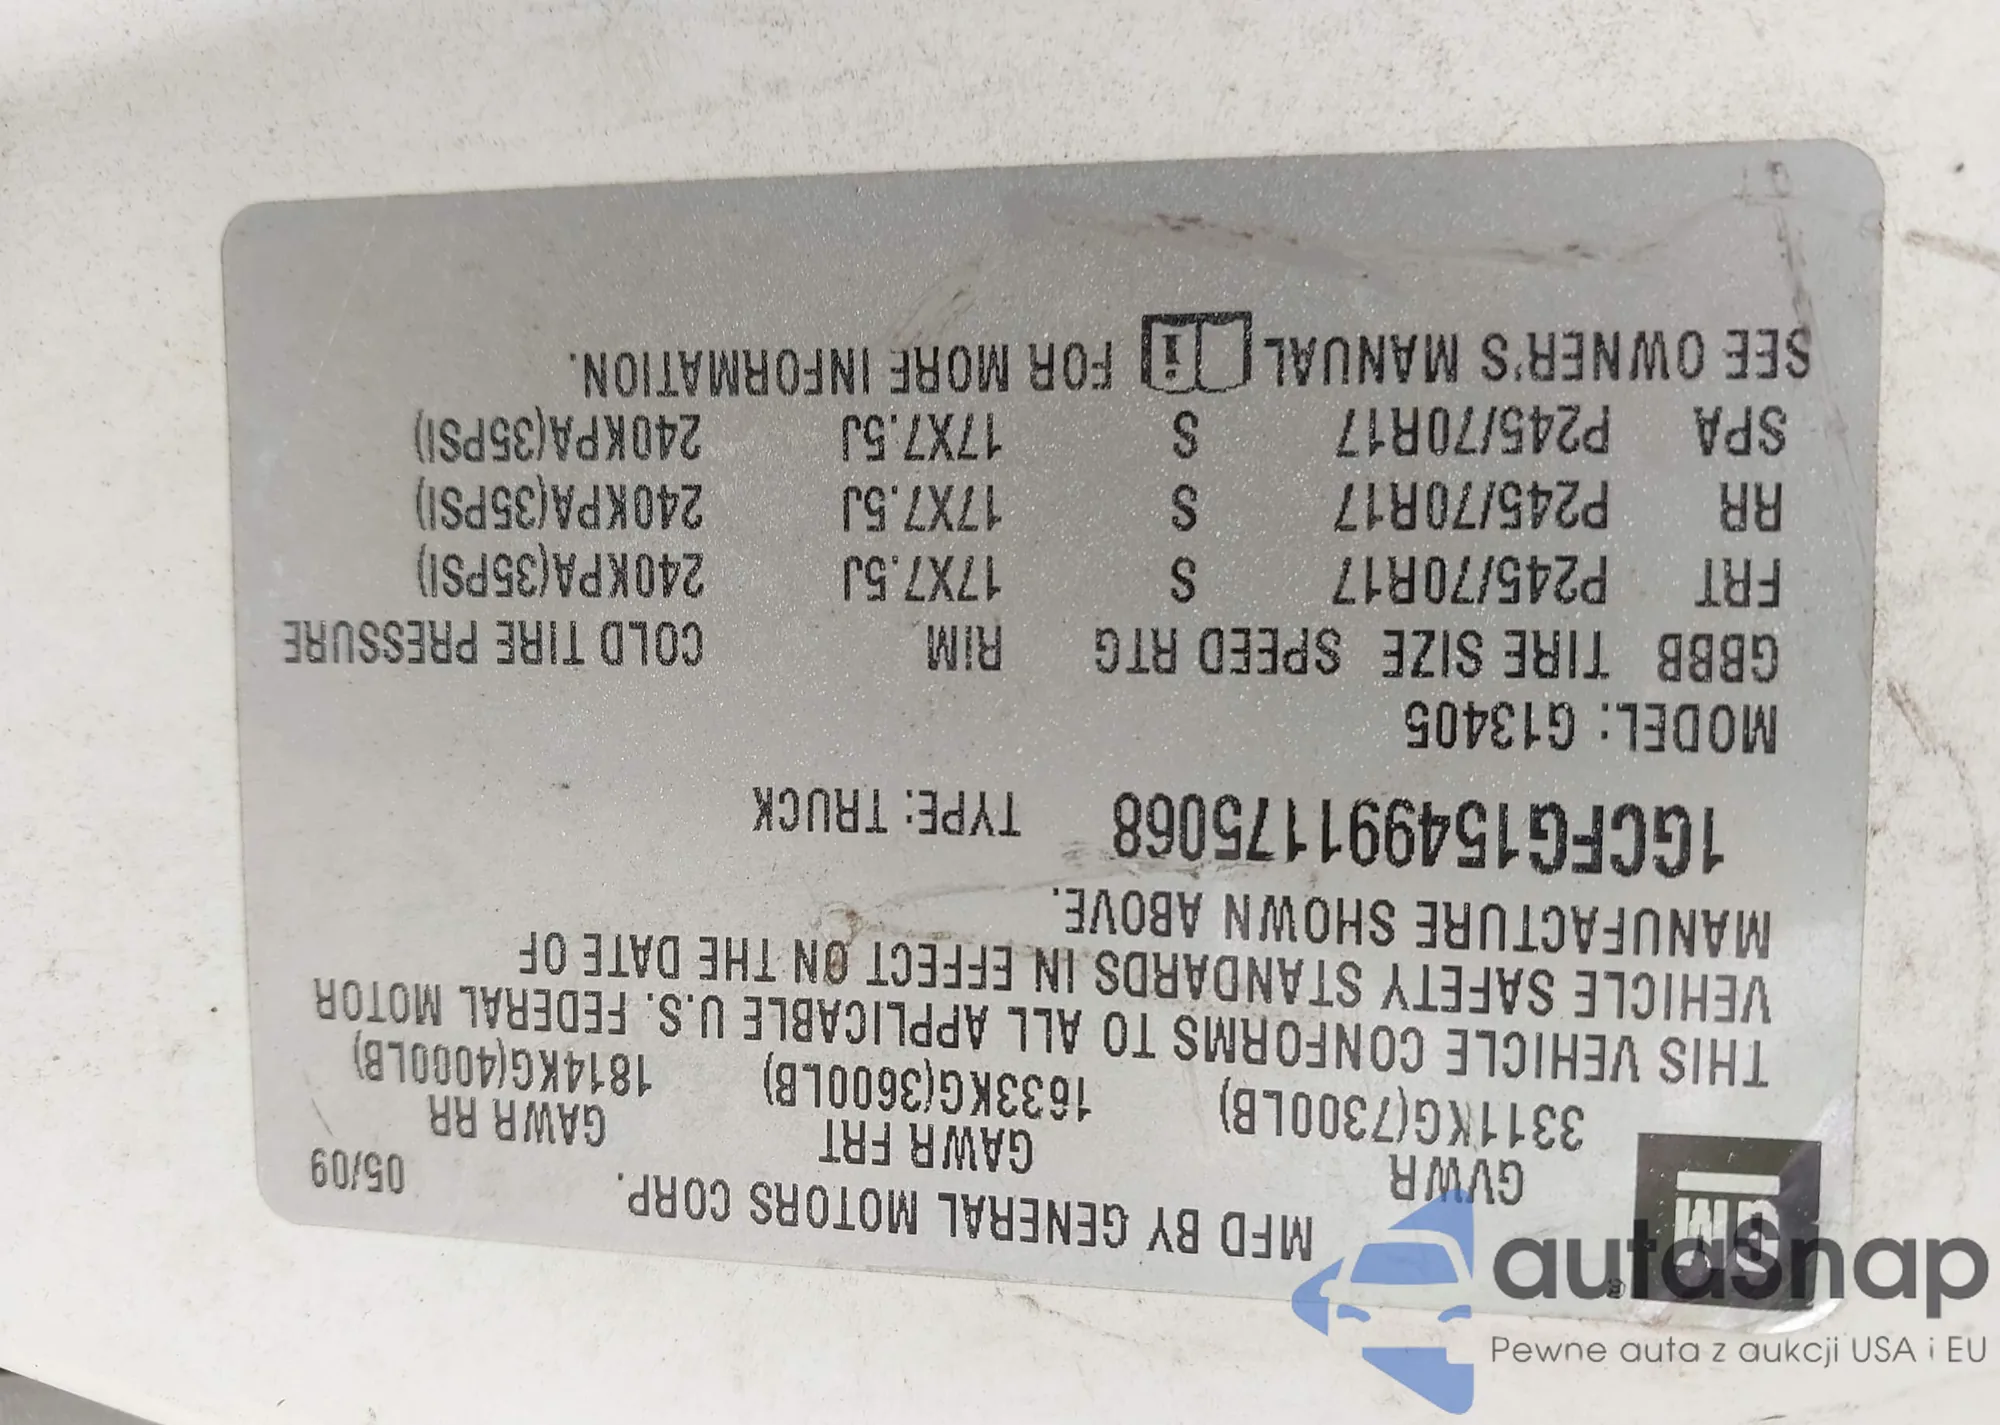 GM
MFD BY GENERAL MOTORS CORP. 05/09
GVWR GAWR FRT GAWR RR
3311KG(7300LB) 1633KG(3600LB) 1814KG(4000LB)
THIS VEHICLE CONFORMS TO ALL APPLICABLE U.S. FEDERAL MOTOR
VEHICLE SAFETY STANDARDS IN EFFECT ON THE DATE OF
MANUFACTURE SHOWN ABOVE.
1GCFG154991175068 TYPE: TRUCK
MODEL: G13405
GBBB TIRE SIZE SPEED RTG RIM COLD TIRE PRESSURE
FRT P245/70R17 S 17X7.5J 240KPA(35PSI)
RR P245/70R17 S 17X7.5J 240KPA(35PSI)
SPA P245/70R17 S 17X7.5J 240KPA(35PSI)
SEE OWNER'S MANUAL i FOR MORE INFORMATION.
autasnap
Pewne auta z aukcji USA i EU